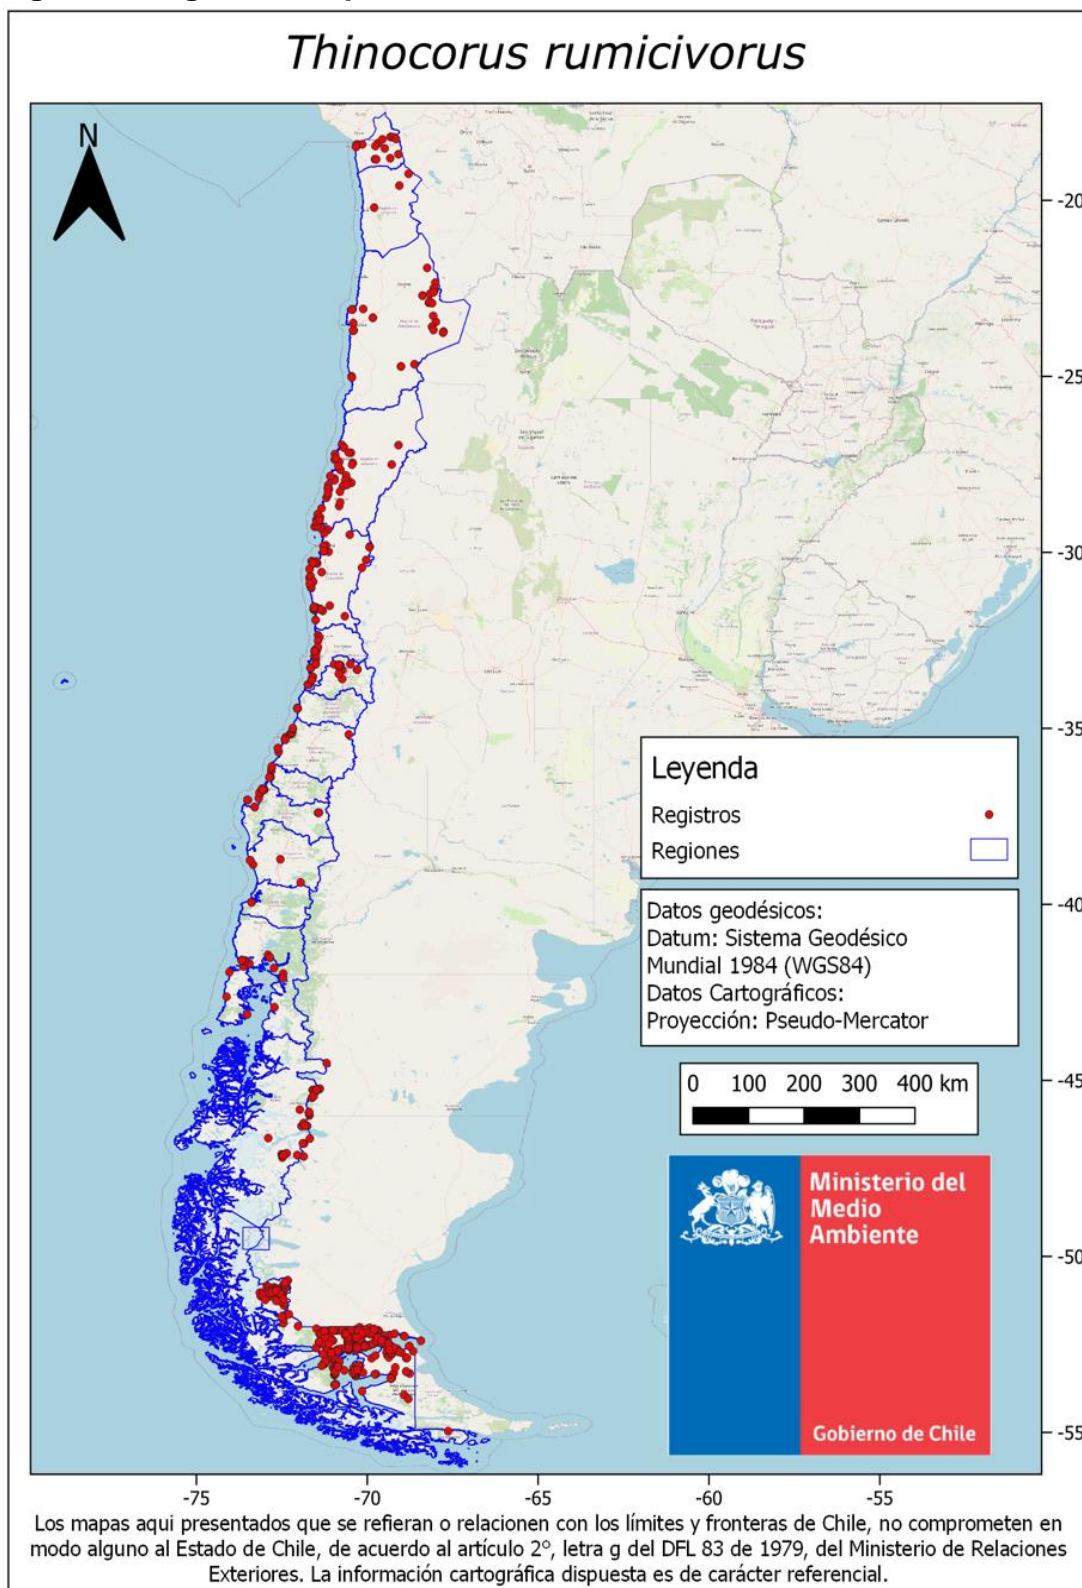 Thinocorus rumicivorus
N
-20
-25
-30
-35
-40
-45
-50
-55
Leyenda
Registros
Regiones
Datos geodésicos:
Datum: Sistema Geodésico
Mundial 1984 (WGS84)
Datos Cartográficos:
Proyección: Pseudo-Mercator
0 100 200 300 400 km
Ministerio del
Medio
Ambiente
Gobierno de Chile
-75 -70 -65 -60 -55
Los mapas aqui presentados que se refieran o relacionen con los límites y fronteras de Chile, no comprometen en
modo alguno al Estado de Chile, de acuerdo al artículo 2º, letra g del DFL 83 de 1979, del Ministerio de Relaciones
Exteriores. La información cartográfica dispuesta es de carácter referencial.